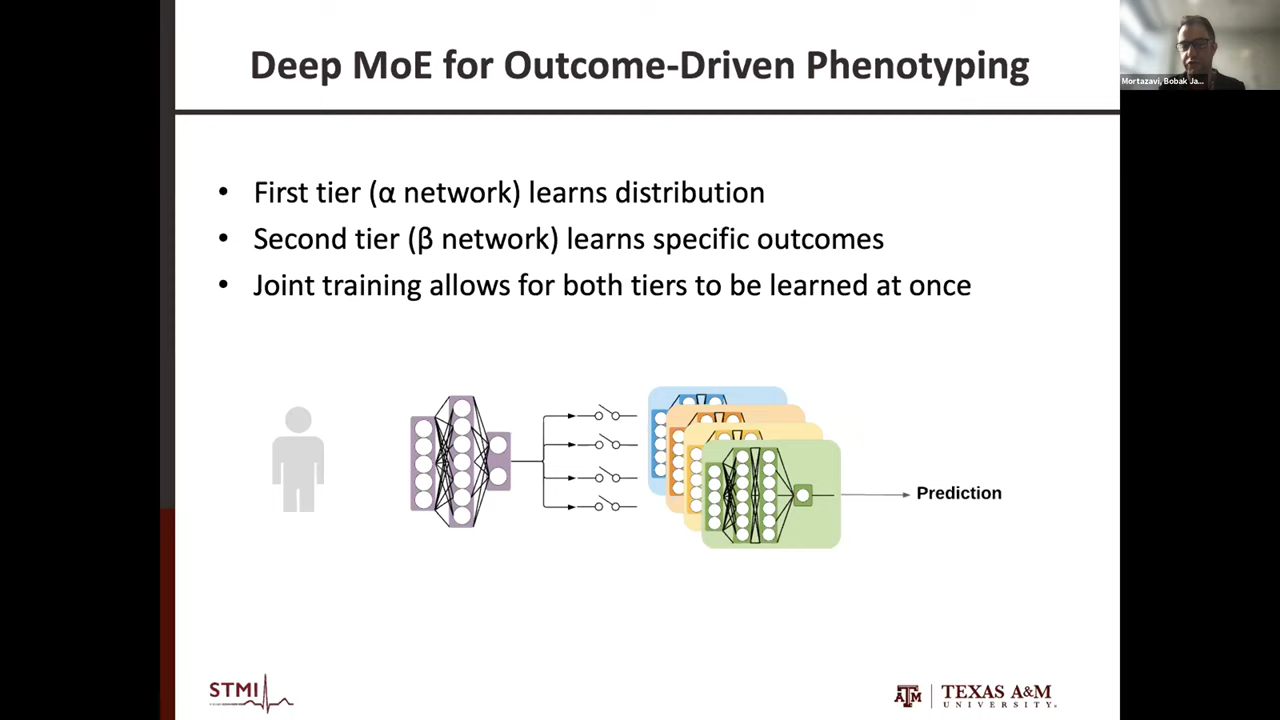 Deep MoE for Outcome-Driven Phenotyping
Mortazavi, Bobak Ja...
• First tier (α network) learns distribution
• Second tier (β network) learns specific outcomes
• Joint training allows for both tiers to be learned at once
Prediction
STMI
ATM
TEXAS A&M
UNIVERSITY